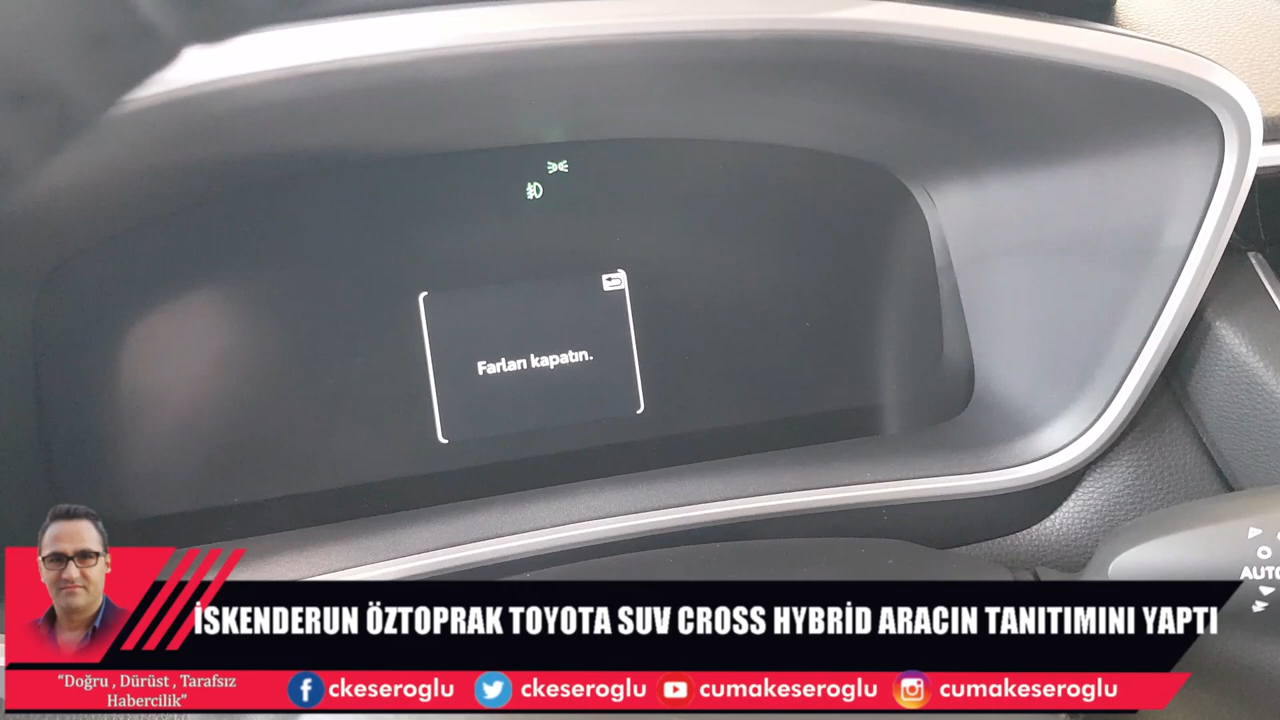 Farları kapatın.
AUTO
İSKENDERUN ÖZTOPRAK TOYOTA SUV CROSS HYBRİD ARACIN TANITIMINI YAPTI
“Doğru , Dürüst , Tarafsız
Habercilik”
ckeseroglu
ckeseroglu
cumakeseroglu
cumakeseroglu